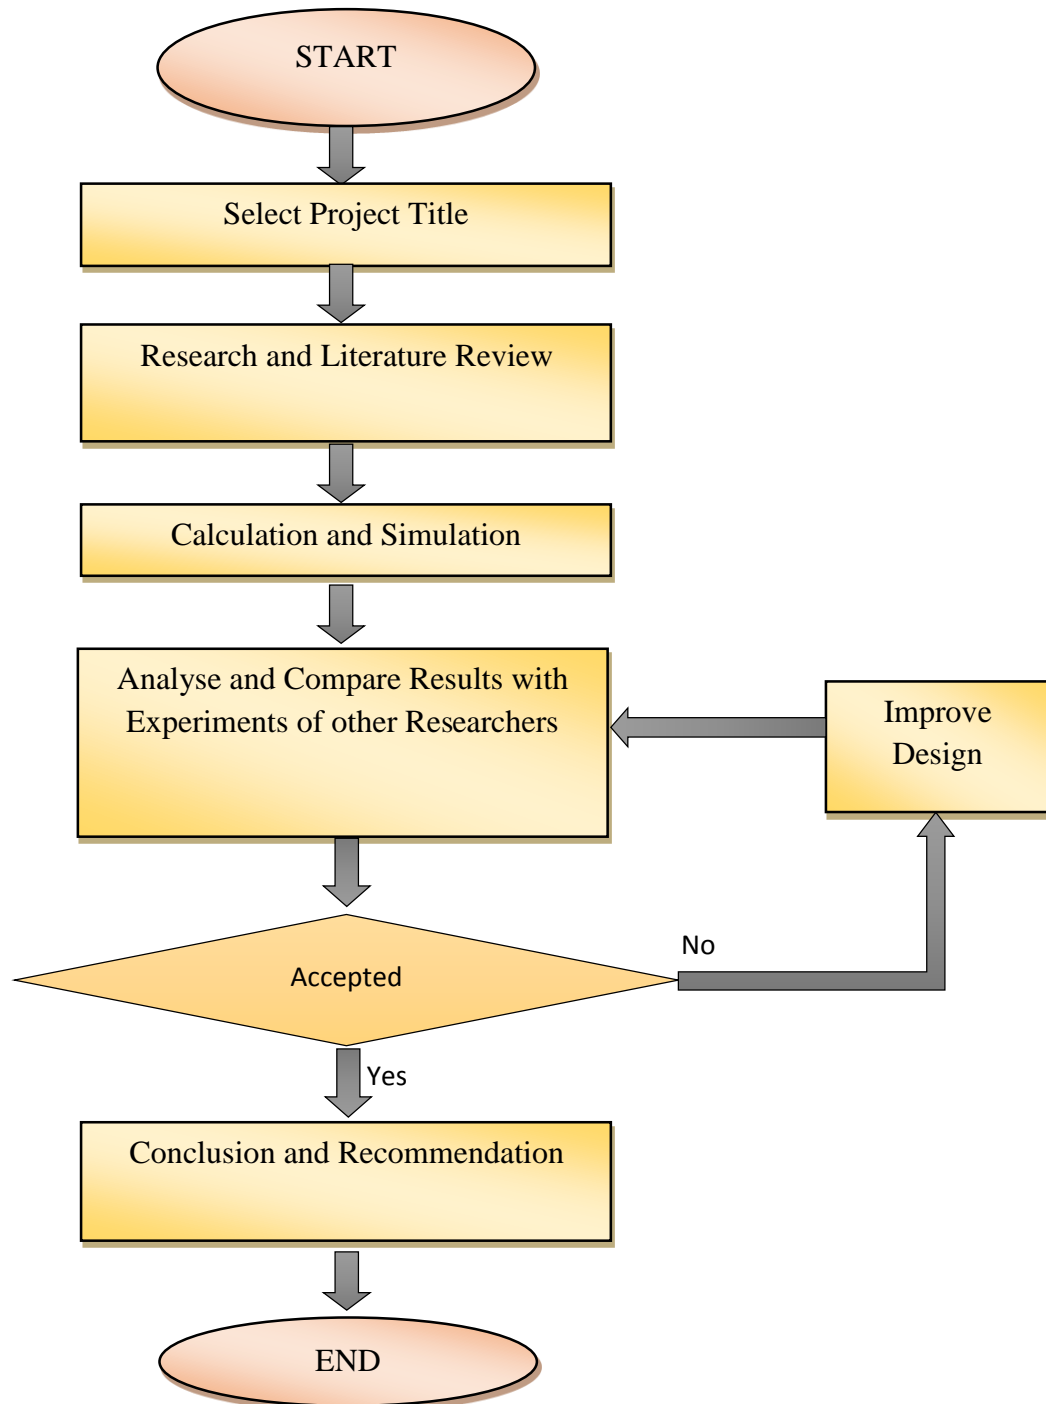 START
Select Project Title
Research and Literature Review
Calculation and Simulation
Analyse and Compare Results with
Experiments of other Researchers
Improve
Design
No
Accepted
Yes
Conclusion and Recommendation
END